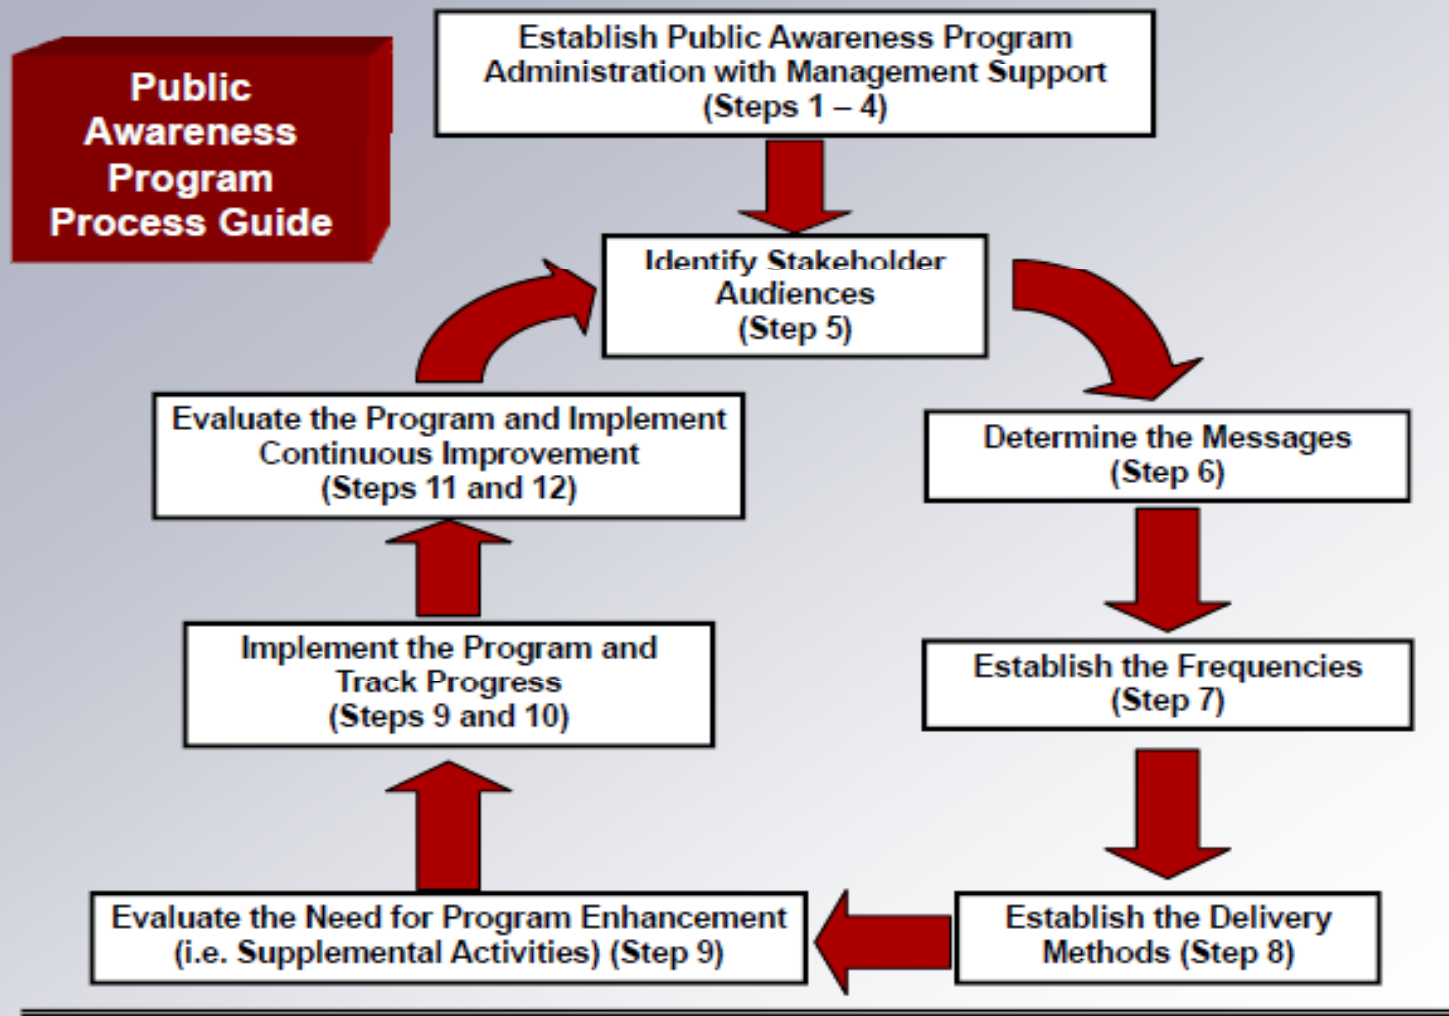 Public
Awareness
Program
Process Guide
Establish Public Awareness Program
Administration with Management Support
(Steps 1 – 4)
Identify Stakeholder
Audiences
(Step 5)
Determine the Messages
(Step 6)
Establish the Frequencies
(Step 7)
Establish the Delivery
Methods (Step 8)
Evaluate the Need for Program Enhancement
(i.e. Supplemental Activities) (Step 9)
Implement the Program and
Track Progress
(Steps 9 and 10)
Evaluate the Program and Implement
Continuous Improvement
(Steps 11 and 12)